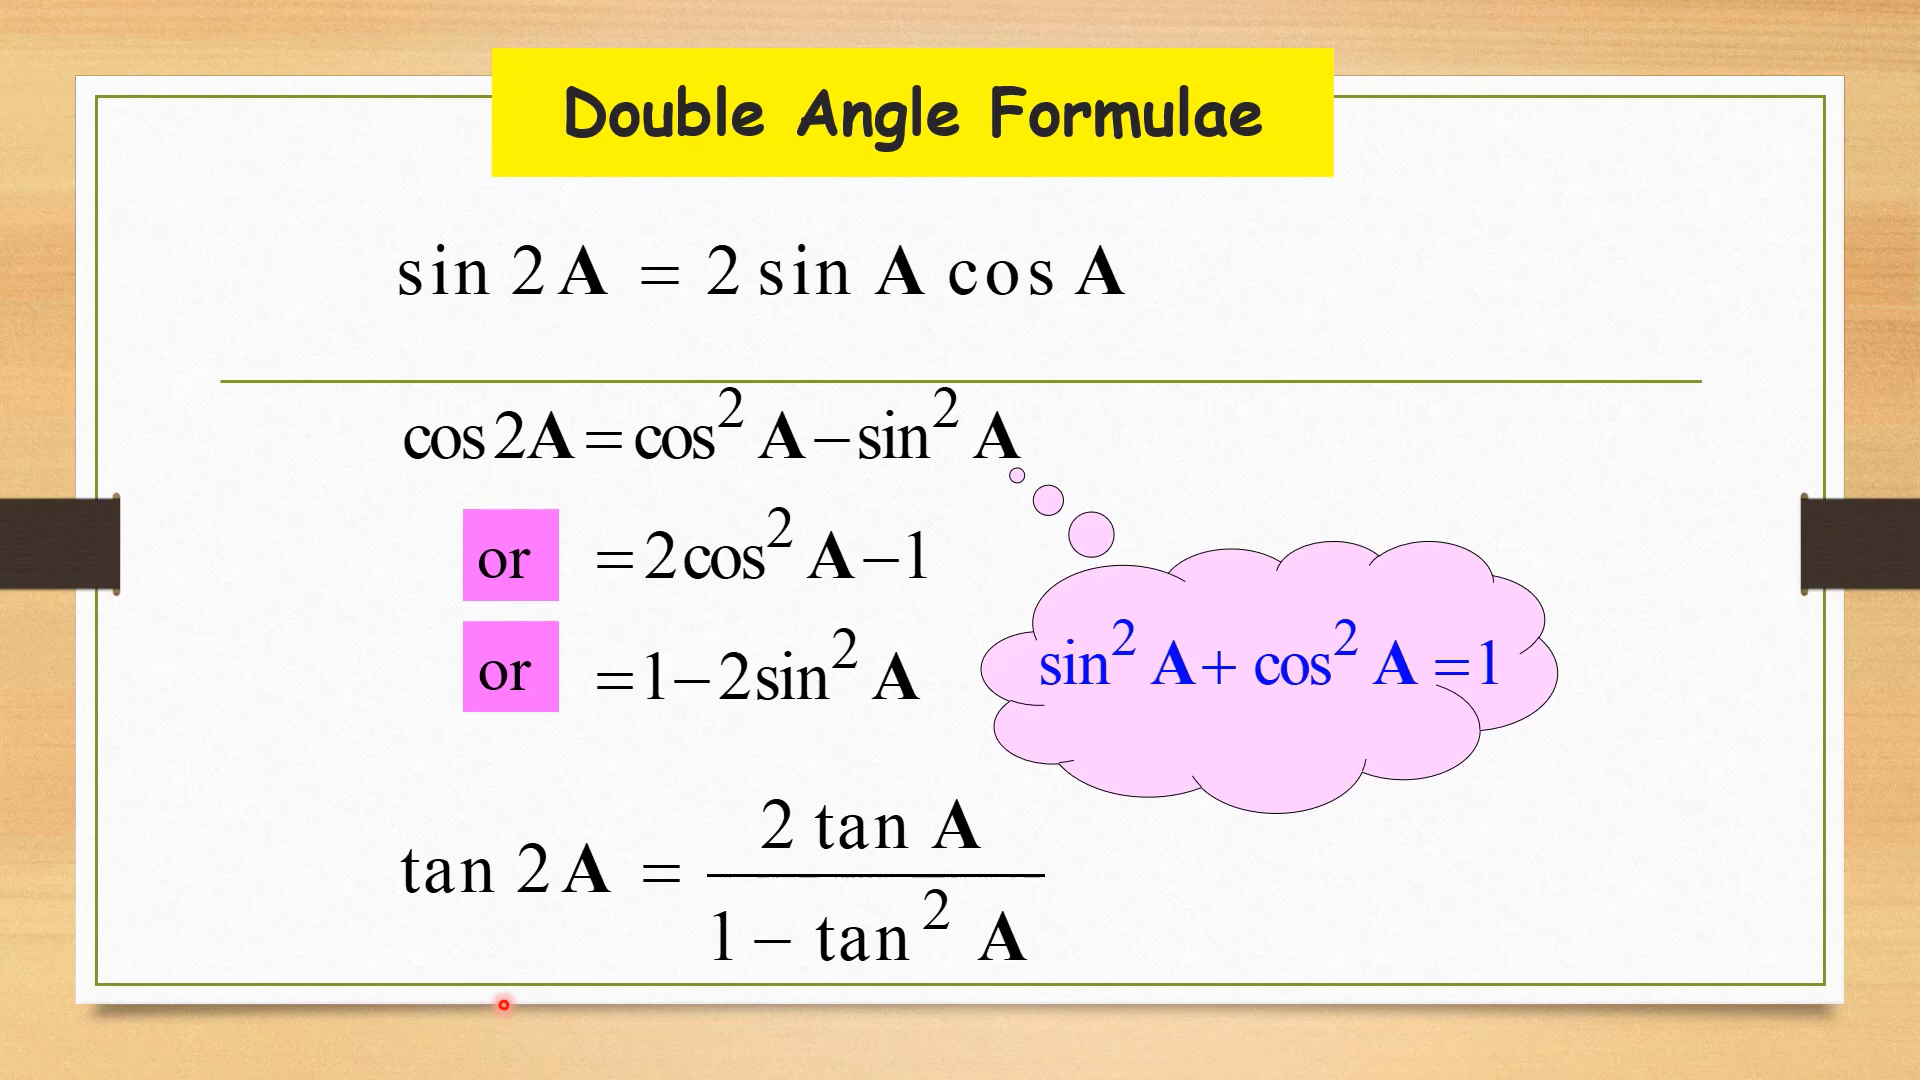 Double Angle Formulae
sin 2A = 2 sin A cos A
cos 2A = cos² A − sin² A
or = 2cos² A − 1
or = 1 − 2sin² A
sin² A + cos² A = 1
tan 2A = 2 tan A / 1 − tan² A